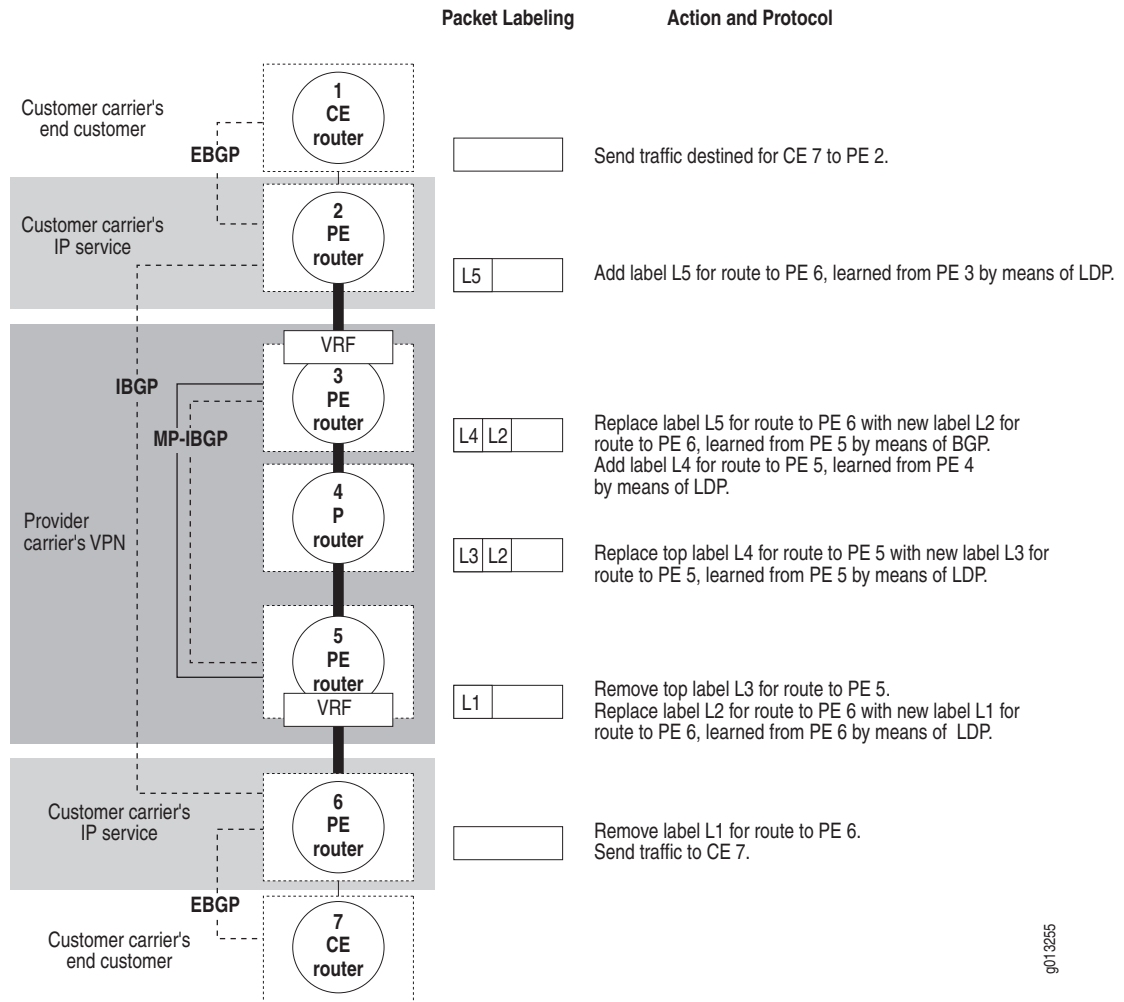 Packet Labeling
Action and Protocol
Customer carrier's
end customer
1
CE
router
EBGP
Send traffic destined for CE 7 to PE 2.
Customer carrier's
IP service
2
PE
router
L5
Add label L5 for route to PE 6, learned from PE 3 by means of LDP.
VRF
IBGP
3
PE
router
MP-IBGP
L4 L2
Replace label L5 for route to PE 6 with new label L2 for
route to PE 6, learned from PE 5 by means of BGP.
Add label L4 for route to PE 5, learned from PE 4
by means of LDP.
Provider
carrier's VPN
4
P
router
L3 L2
Replace top label L4 for route to PE 5 with new label L3 for
route to PE 5, learned from PE 5 by means of LDP.
5
PE
router
VRF
L1
Remove top label L3 for route to PE 5.
Replace label L2 for route to PE 6 with new label L1 for
route to PE 6, learned from PE 6 by means of LDP.
Customer carrier's
IP service
6
PE
router
Remove label L1 for route to PE 6.
Send traffic to CE 7.
EBGP
Customer carrier's
end customer
7
CE
router
g013255